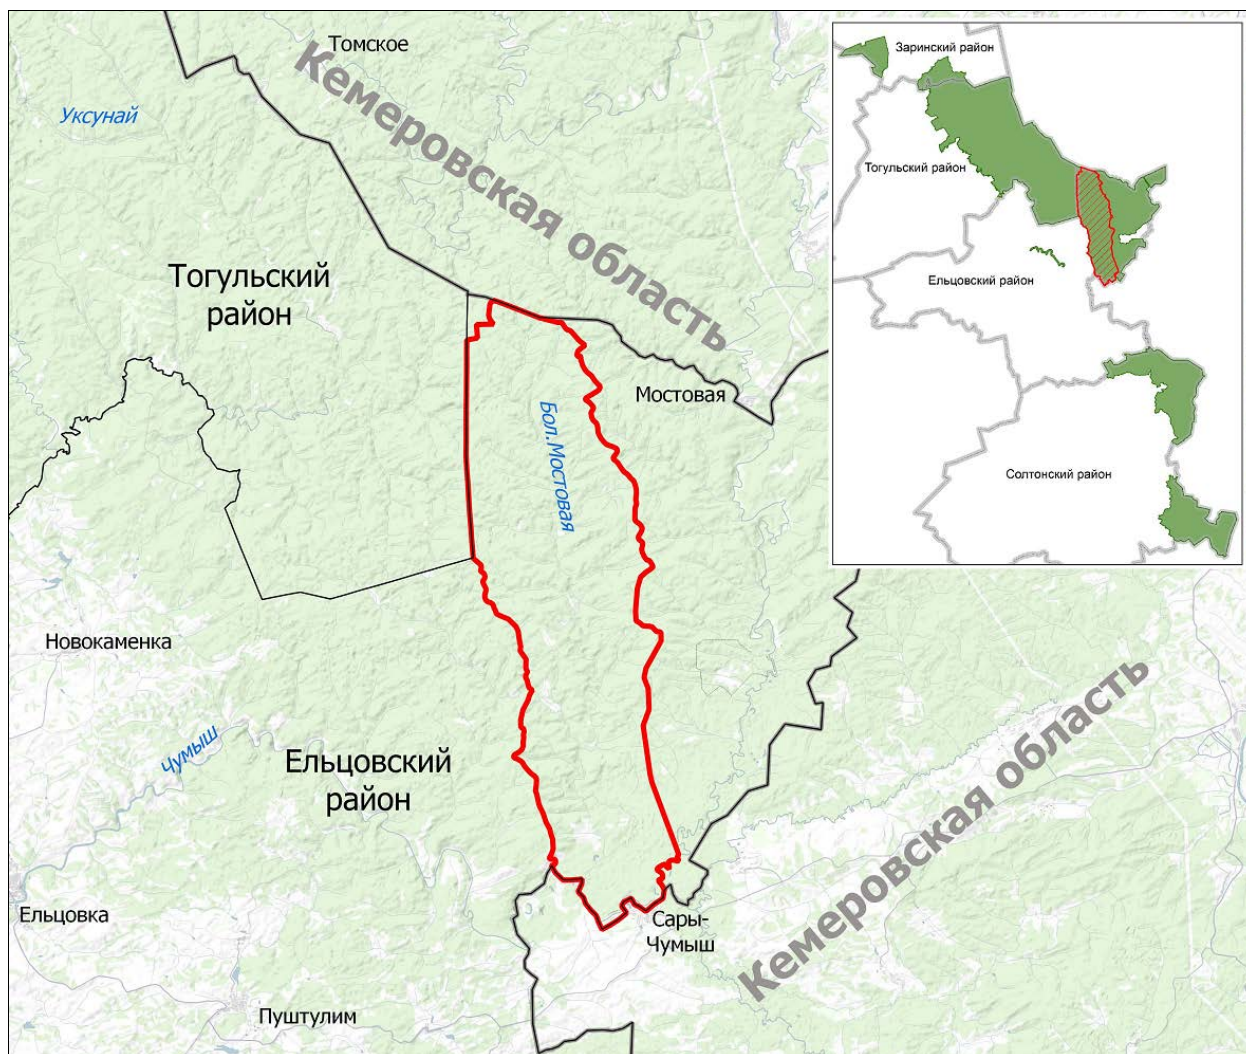 Томское
Кемеровская область
Уксунай
Тогульский
район
Мостовая
Бол.Мостовая
Новокаменка
Чумыш
Ельцовский
район
Кемеровская область
Ельцовка
Сары-
Чумыш
Пуштулим
Заринский район
Тогульский район
Ельцовский район
Солтонский район